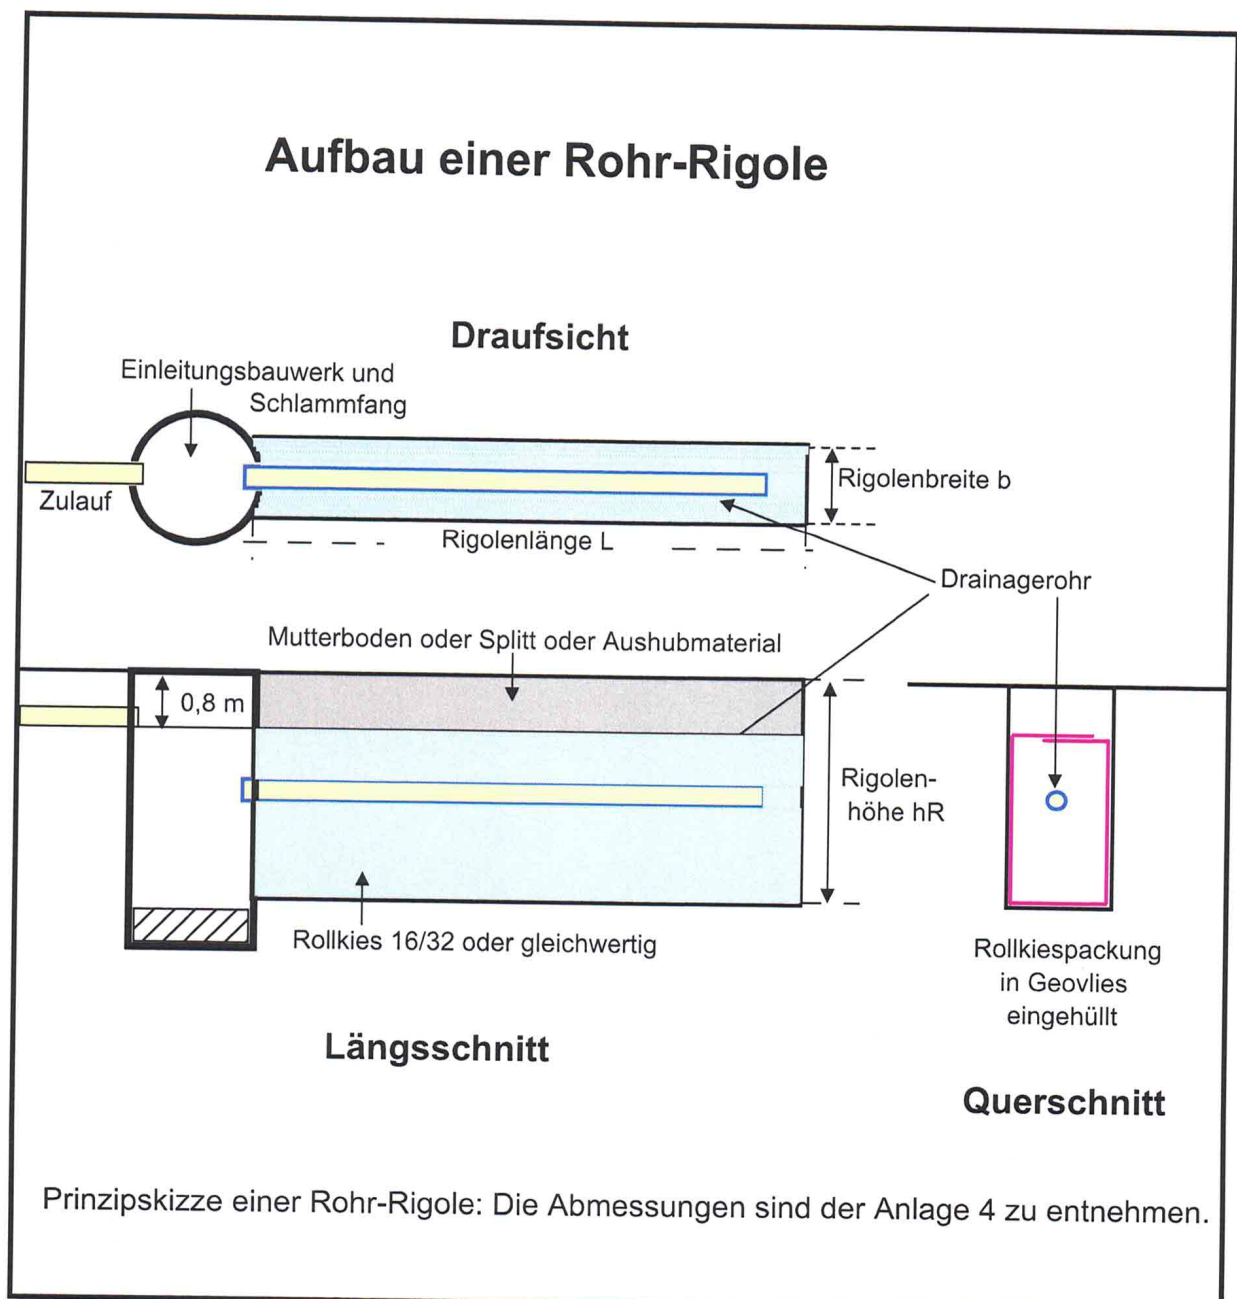 Aufbau einer Rohr-Rigole
Draufsicht
Einleitungsbauwerk und
Schlammfang
Zulauf
Rigolenbreite b
Rigolenlänge L
Drainagerohr
Mutterboden oder Splitt oder Aushubmaterial
0,8 m
Rigolen-
höhe hR
Rollkies 16/32 oder gleichwertig
Rollkiespackung
in Geovlies
eingehüllt
Längsschnitt
Querschnitt
Prinzipskizze einer Rohr-Rigole: Die Abmessungen sind der Anlage 4 zu entnehmen.